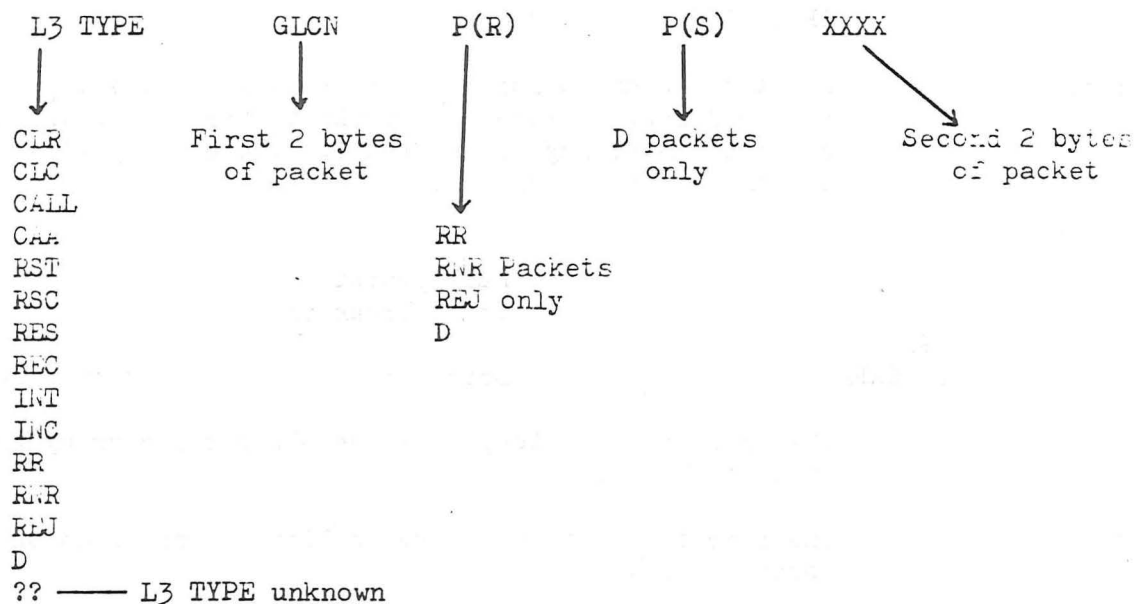 L3 TYPE GLCN P(R) P(S) XXXX
CLR First 2 bytes D packets Second 2 bytes
CLC of packet only of packet
CALL
CAA RR
RST RNR Packets
RSC REJ only
RES D
REC
INT
INC
RR
RNR
REJ
D
?? —— L3 TYPE unknown